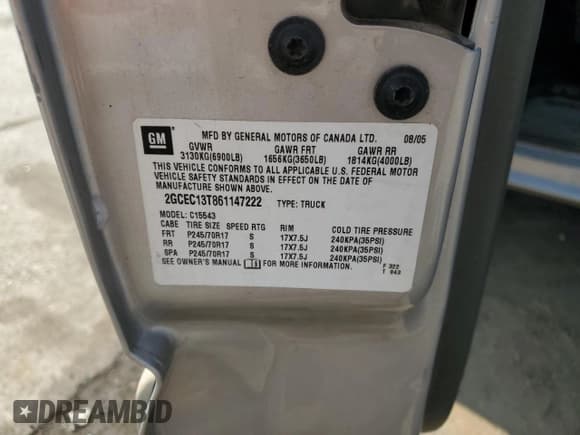 GM
MFD BY GENERAL MOTORS OF CANADA LTD. 08/05
GVWR GAWR FRT GAWR RR
3130KG(6900LB) 1656KG(3650LB) 1814KG(4000LB)
THIS VEHICLE CONFORMS TO ALL APPLICABLE U.S. FEDERAL MOTOR
VEHICLE SAFETY STANDARDS IN EFFECT ON THE DATE OF
MANUFACTURE SHOWN ABOVE.
2GCEC13T861147222 TYPE: TRUCK
MODEL: C15543
CABE TIRE SIZE SPEED RTG RIM COLD TIRE PRESSURE
FRT P245/70R17 S 17X7.5J 240KPA(35PSI)
RR P245/70R17 S 17X7.5J 240KPA(35PSI)
SPA P245/70R17 S 17X7.5J 240KPA(35PSI)
SEE OWNER'S MANUAL FOR MORE INFORMATION.
F 322
T 943
DREAMBID